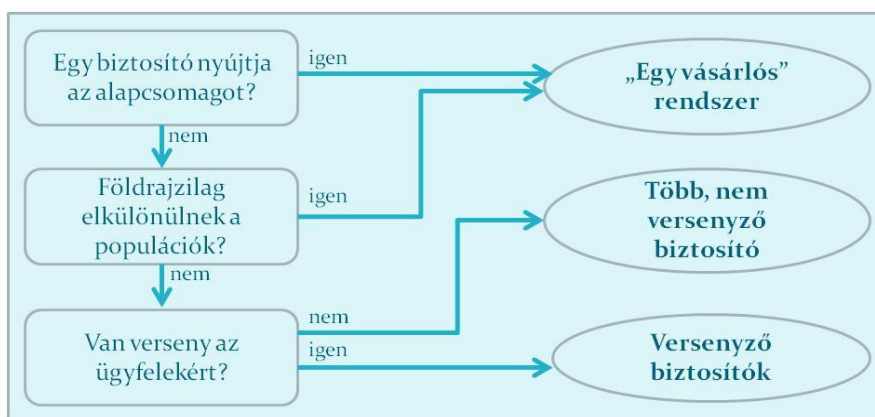 Egy biztosító nyújtja
az alapcsomagot?
igen
„Egy vásárlós”
rendszer
nem
Földrajzilag
elkülönülnek a
populációk?
igen
Több, nem
versenyző
biztosító
nem
Van verseny az
ügyfelekért?
nem
igen
Versenyző
biztosítók